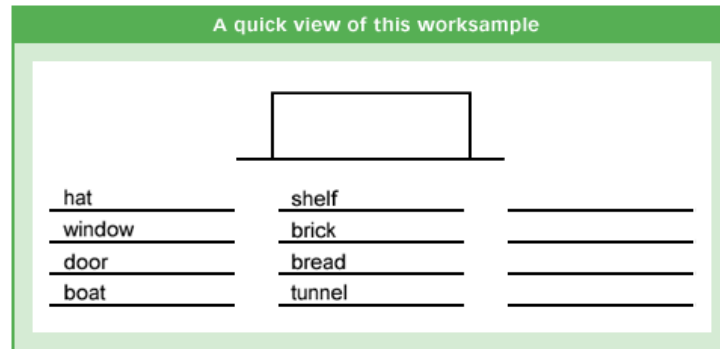 A quick view of this worksample
hat
window
door
boat
shelf
brick
bread
tunnel